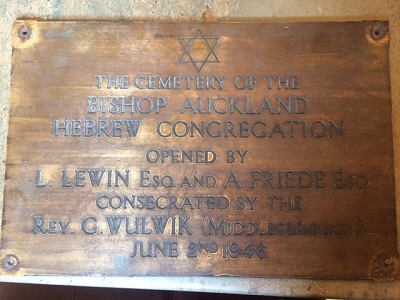 THE CEMETERY OF THE
BISHOP AUCKLAND
HEBREW CONGREGATION
OPENED BY
L. LEWIN ESQ. AND A. FRIEDE ESQ.
CONSECRATED BY THE
REV. G. WULWIK (MIDDLESBROUGH)
JUNE 2ND 1946